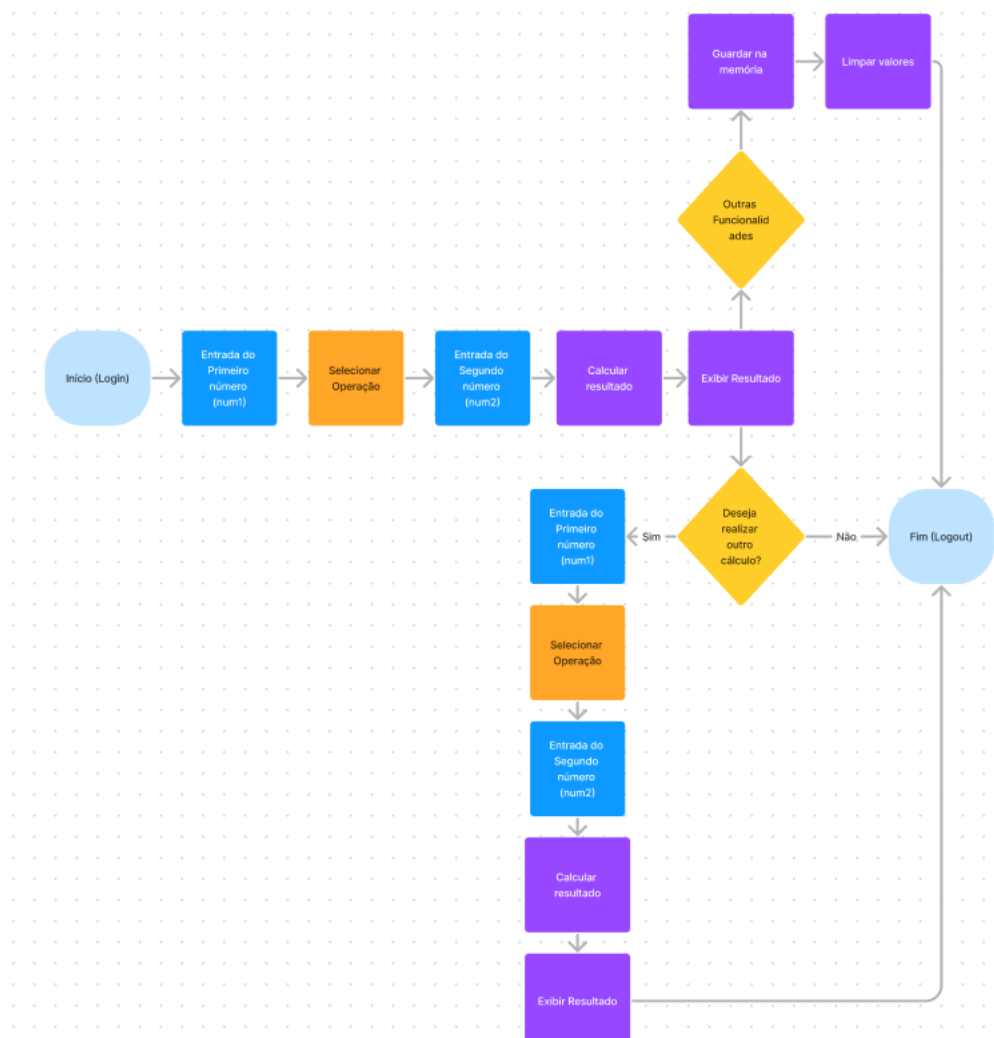 Guardar na
memória
Limpar valores
Outras
Funcionalid
ades
Início (Login)
Entrada do
Primeiro
número
(num1)
Selecionar
Operação
Entrada do
Segundo
número
(num2)
Calcular
resultado
Exibir Resultado
Entrada do
Primeiro
número
(num1)
Sim
Deseja
realizar
outro
cálculo?
Não
Fim (Logout)
Selecionar
Operação
Entrada do
Segundo
número
(num2)
Calcular
resultado
Exibir Resultado